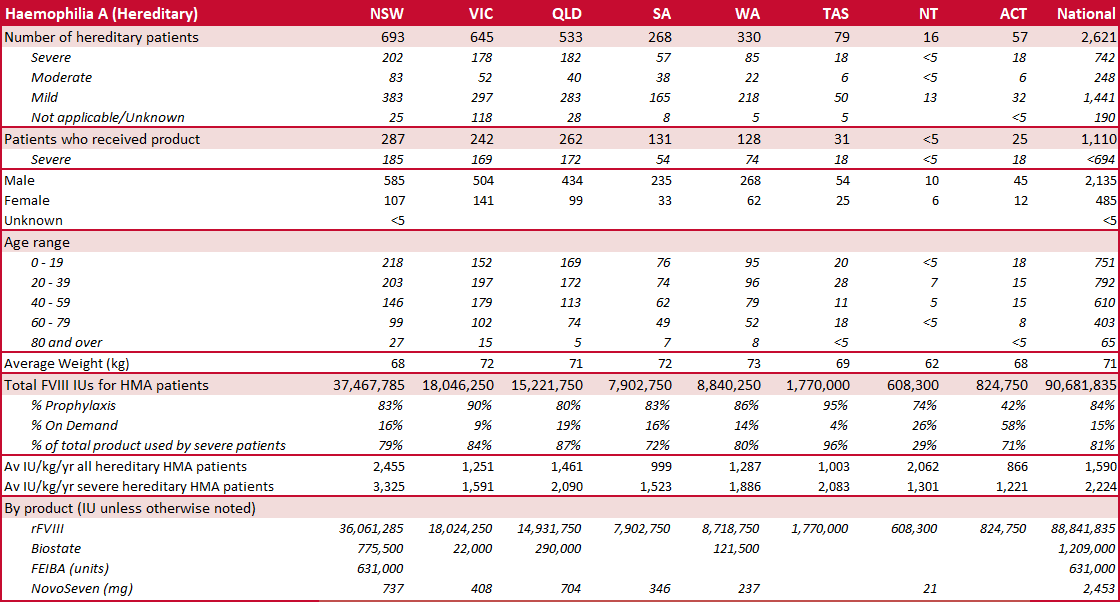 Haemophilia A (Hereditary) NSW VIC QLD SA WA TAS NT ACT National
Number of hereditary patients 693 645 533 268 330 79 16 57 2,621
Severe 202 178 182 57 85 18 <5 18 742
Moderate 83 52 40 38 22 6 <5 6 248
Mild 383 297 283 165 218 50 13 32 1,441
Not applicable/Unknown 25 118 28 8 5 5 <5 190
Patients who received product 287 242 262 131 128 31 <5 25 1,110
Severe 185 169 172 54 74 18 <5 18 <694
Male 585 504 434 235 268 54 10 45 2,135
Female 107 141 99 33 62 25 6 12 485
Unknown <5 <5
Age range
0 - 19 218 152 169 76 95 20 <5 18 751
20 - 39 203 197 172 74 96 28 7 15 792
40 - 59 146 179 113 62 79 11 5 15 610
60 - 79 99 102 74 49 52 18 <5 8 403
80 and over 27 15 5 7 8 <5 <5 65
Average Weight (kg) 68 72 71 72 73 69 62 68 71
Total FVIII IUs for HMA patients 37,467,785 18,046,250 15,221,750 7,902,750 8,840,250 1,770,000 608,300 824,750 90,681,835
% Prophylaxis 83% 90% 80% 83% 86% 95% 74% 42% 84%
% On Demand 16% 9% 19% 16% 14% 4% 26% 58% 15%
% of total product used by severe patients 79% 84% 87% 72% 80% 96% 29% 71% 81%
Av IU/kg/yr all hereditary HMA patients 2,455 1,251 1,461 999 1,287 1,003 2,062 866 1,590
Av IU/kg/yr severe hereditary HMA patients 3,325 1,591 2,090 1,523 1,886 2,083 1,301 1,221 2,224
By product (IU unless otherwise noted)
rFVIII 36,061,285 18,024,250 14,931,750 7,902,750 8,718,750 1,770,000 608,300 824,750 88,841,835
Biostate 775,500 22,000 290,000 121,500 1,209,000
FEIBA (units) 631,000 631,000
NovoSeven (mg) 737 408 704 346 237 21 2,453